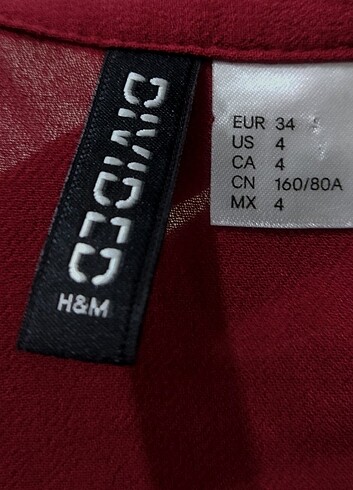 DIVIDED
H&M
EUR 34
US 4
CA 4
CN 160/80A
MX 4